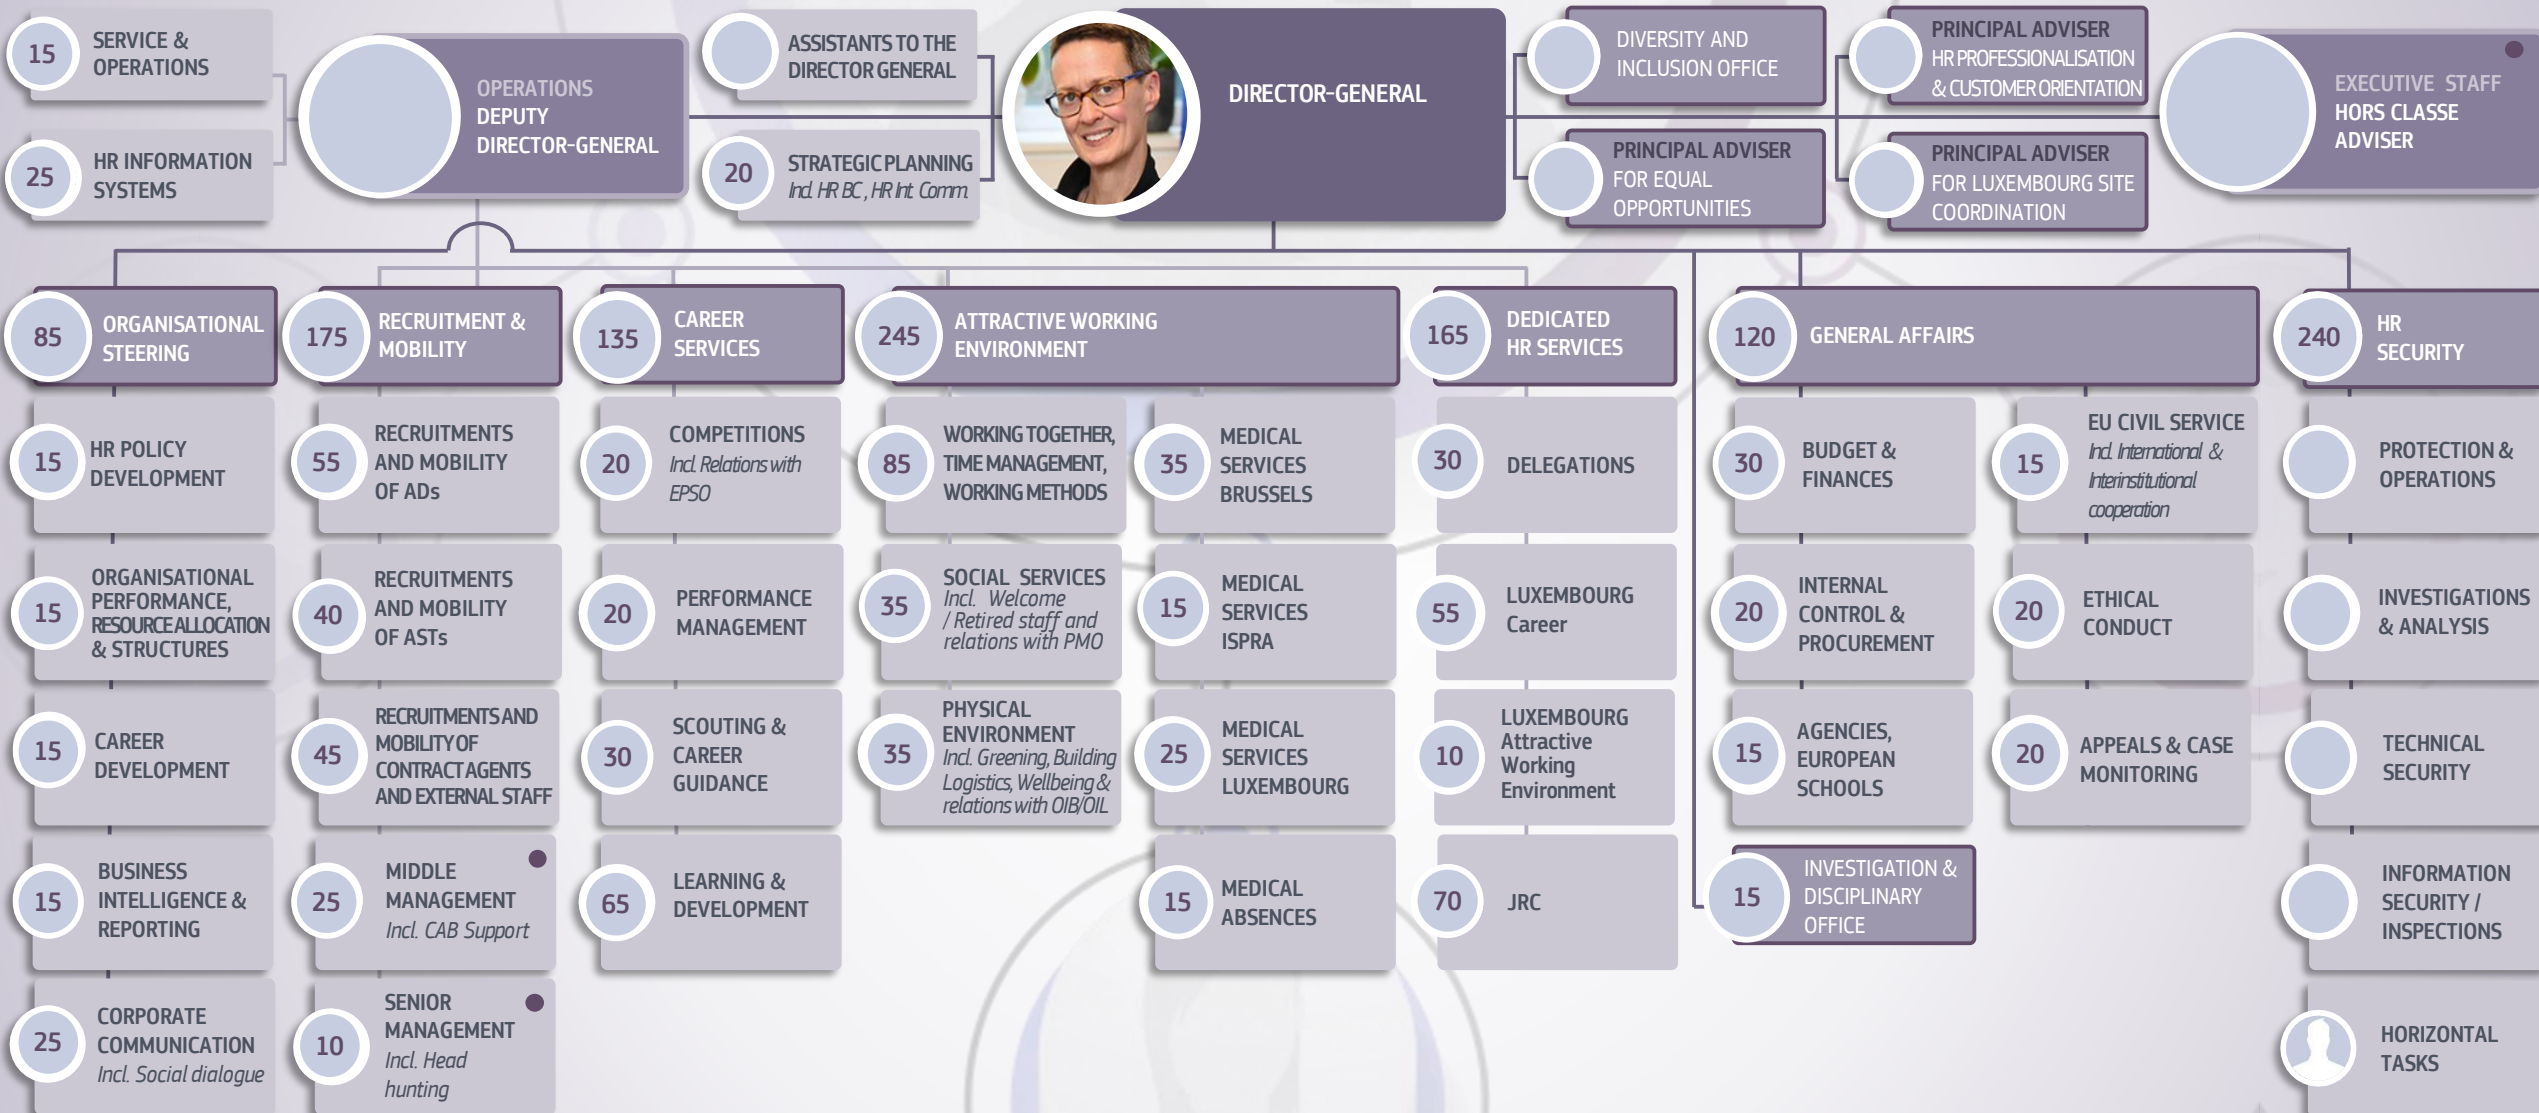 15
SERVICE &
OPERATIONS
25
HR INFORMATION
SYSTEMS
OPERATIONS
DEPUTY
DIRECTOR-GENERAL
ASSISTANTS TO THE
DIRECTOR GENERAL
20
STRATEGIC PLANNING
Incl. HR BC, HR Int. Comm.
DIRECTOR-GENERAL
DIVERSITY AND
INCLUSION OFFICE
PRINCIPAL ADVISER
FOR EQUAL
OPPORTUNITIES
PRINCIPAL ADVISER
HR PROFESSIONALISATION
& CUSTOMER ORIENTATION
PRINCIPAL ADVISER
FOR LUXEMBOURG SITE
COORDINATION
EXECUTIVE STAFF
HORS CLASSE
ADVISER
85
ORGANISATIONAL
STEERING
15
HR POLICY
DEVELOPMENT
15
ORGANISATIONAL
PERFORMANCE,
RESOURCE ALLOCATION
& STRUCTURES
15
CAREER
DEVELOPMENT
15
BUSINESS
INTELLIGENCE &
REPORTING
25
CORPORATE
COMMUNICATION
Incl. Social dialogue
175
RECRUITMENT &
MOBILITY
55
RECRUITMENTS
AND MOBILITY
OF ADs
40
RECRUITMENTS
AND MOBILITY
OF ASTs
45
RECRUITMENTS AND
MOBILITY OF
CONTRACT AGENTS
AND EXTERNAL STAFF
25
MIDDLE
MANAGEMENT
Incl. CAB Support
10
SENIOR
MANAGEMENT
Incl. Head
hunting
135
CAREER
SERVICES
20
COMPETITIONS
Incl. Relations with
EPSO
20
PERFORMANCE
MANAGEMENT
30
SCOUTING &
CAREER
GUIDANCE
65
LEARNING &
DEVELOPMENT
245
ATTRACTIVE WORKING
ENVIRONMENT
85
WORKING TOGETHER,
TIME MANAGEMENT,
WORKING METHODS
35
SOCIAL SERVICES
Incl. Welcome
/ Retired staff and
relations with PMO
35
PHYSICAL
ENVIRONMENT
Incl. Greening, Building
Logistics, Wellbeing &
relations with OIB/OIL
35
MEDICAL
SERVICES
BRUSSELS
15
MEDICAL
SERVICES
ISPRA
25
MEDICAL
SERVICES
LUXEMBOURG
15
MEDICAL
ABSENCES
165
DEDICATED
HR SERVICES
30
DELEGATIONS
55
LUXEMBOURG
Career
10
LUXEMBOURG
Attractive
Working
Environment
70
JRC
120
GENERAL AFFAIRS
30
BUDGET &
FINANCES
20
INTERNAL
CONTROL &
PROCUREMENT
15
AGENCIES,
EUROPEAN
SCHOOLS
15
INVESTIGATION &
DISCIPLINARY
OFFICE
15
EU CIVIL SERVICE
Incl. International &
Interinstitutional
cooperation
20
ETHICAL
CONDUCT
20
APPEALS & CASE
MONITORING
240
HR
SECURITY
PROTECTION &
OPERATIONS
INVESTIGATIONS
& ANALYSIS
TECHNICAL
SECURITY
INFORMATION
SECURITY /
INSPECTIONS
HORIZONTAL
TASKS